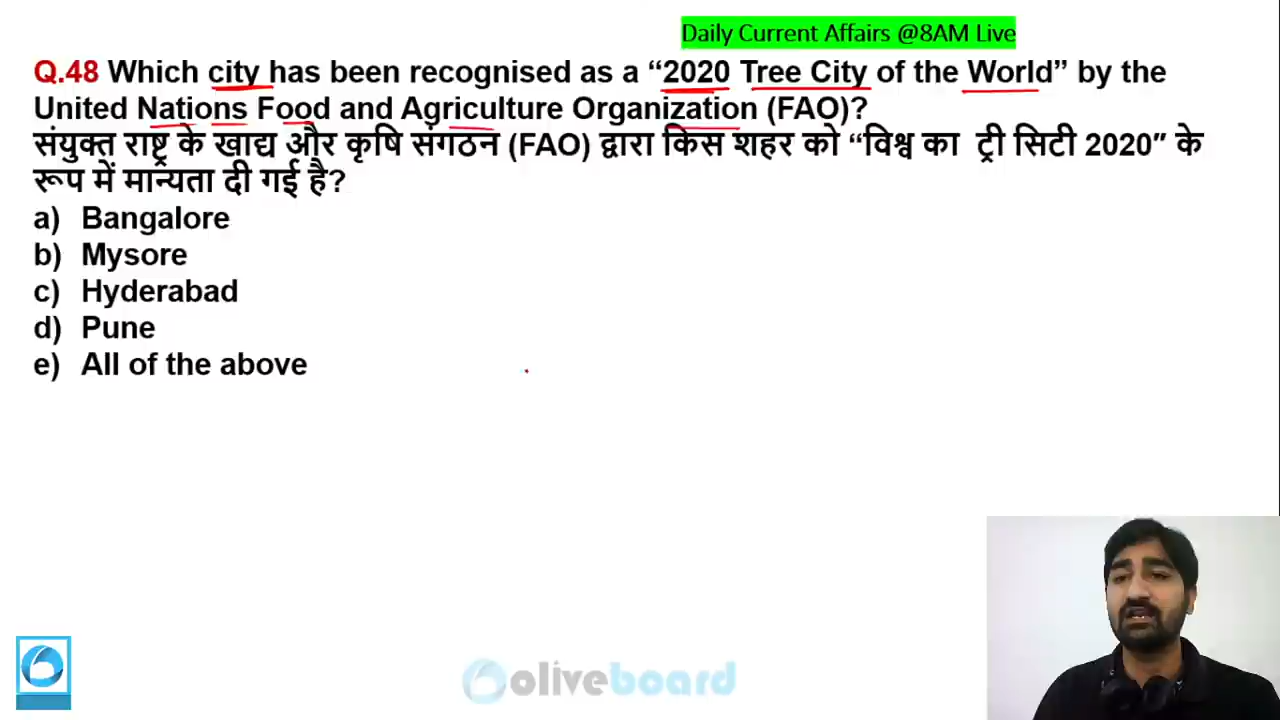 Daily Current Affairs @8AM Live
Q.48 Which city has been recognised as a “2020 Tree City of the World” by the
United Nations Food and Agriculture Organization (FAO)?
संयुक्त राष्ट्र के खाद्य और कृषि संगठन (FAO) द्वारा किस शहर को “विश्व का ट्री सिटी 2020” के
रूप में मान्यता दी गई है?
a) Bangalore
b) Mysore
c) Hyderabad
d) Pune
e) All of the above
oliveboard